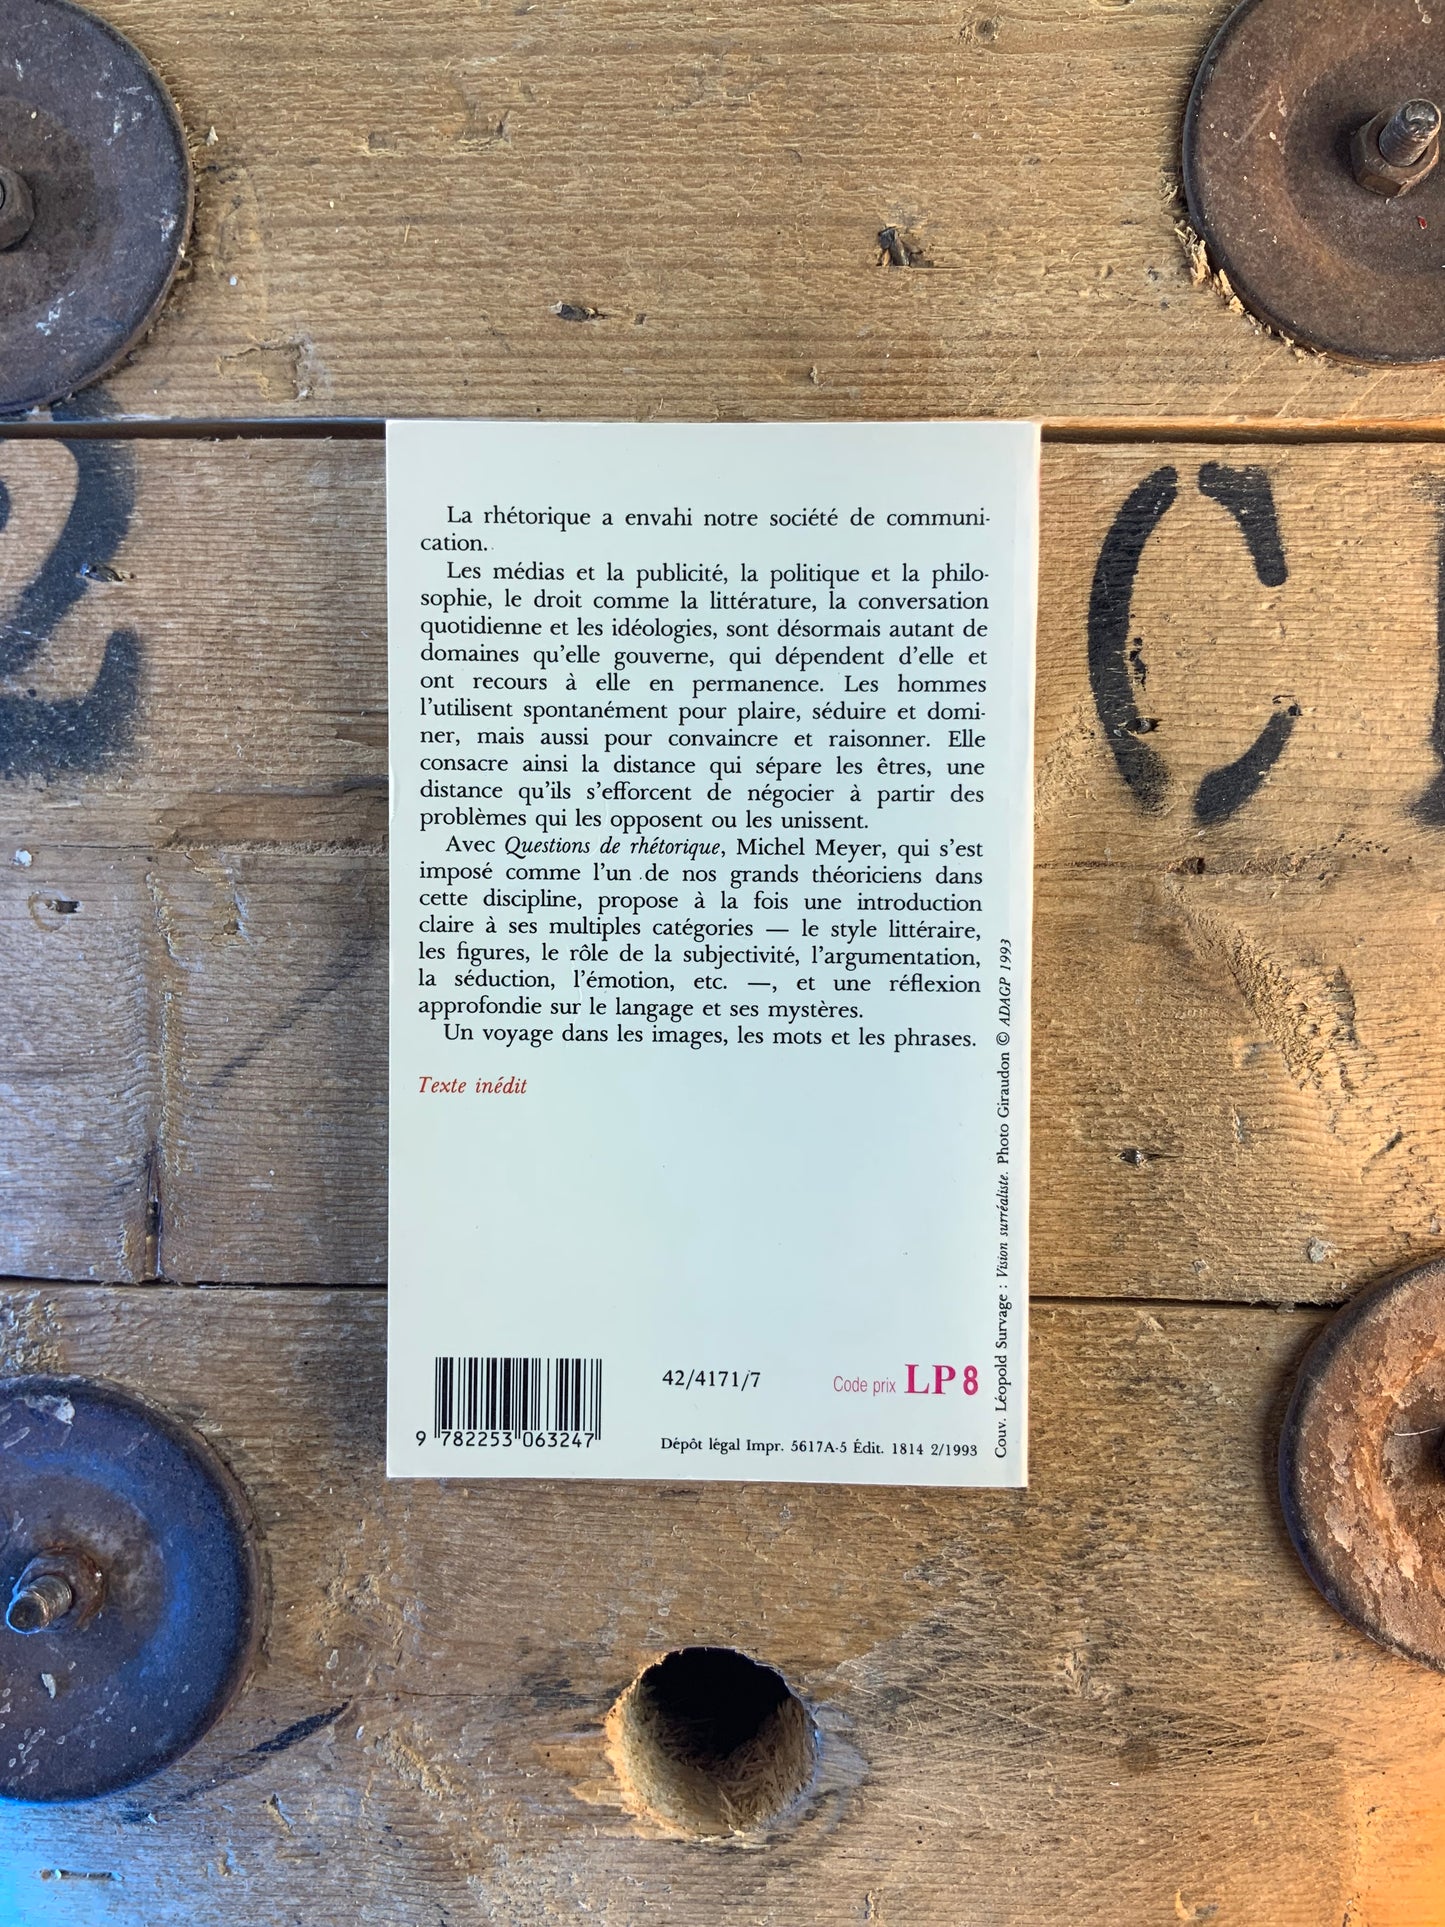 La rhétorique a envahi notre société de communi-
cation.
Les médias et la publicité, la politique et la philo-
sophie, le droit comme la littérature, la conversation
quotidienne et les idéologies, sont désormais autant de
domaines qu'elle gouverne, qui dépendent d'elle et
ont recours à elle en permanence. Les hommes
l'utilisent spontanément pour plaire, séduire et domi-
ner, mais aussi pour convaincre et raisonner. Elle
consacre ainsi la distance qui sépare les êtres, une
distance qu'ils s'efforcent de négocier à partir des
problèmes qui les opposent ou les unissent.
Avec Questions de rhétorique, Michel Meyer, qui s'est
imposé comme l'un de nos grands théoriciens dans
cette discipline, propose à la fois une introduction
claire à ses multiples catégories — le style littéraire,
les figures, le rôle de la subjectivité, l'argumentation,
la séduction, l'émotion, etc. —, et une réflexion
approfondie sur le langage et ses mystères.
Un voyage dans les images, les mots et les phrases.
Texte inédit
42/4171/7
Code prix LP 8
9 782253 063247
Dépôt légal Impr. 5617A-5 Édit. 1814 2/1993
Couv. Léopold Survage : Vision surréaliste. Photo Giraudon © ADAGP 1993
2
C